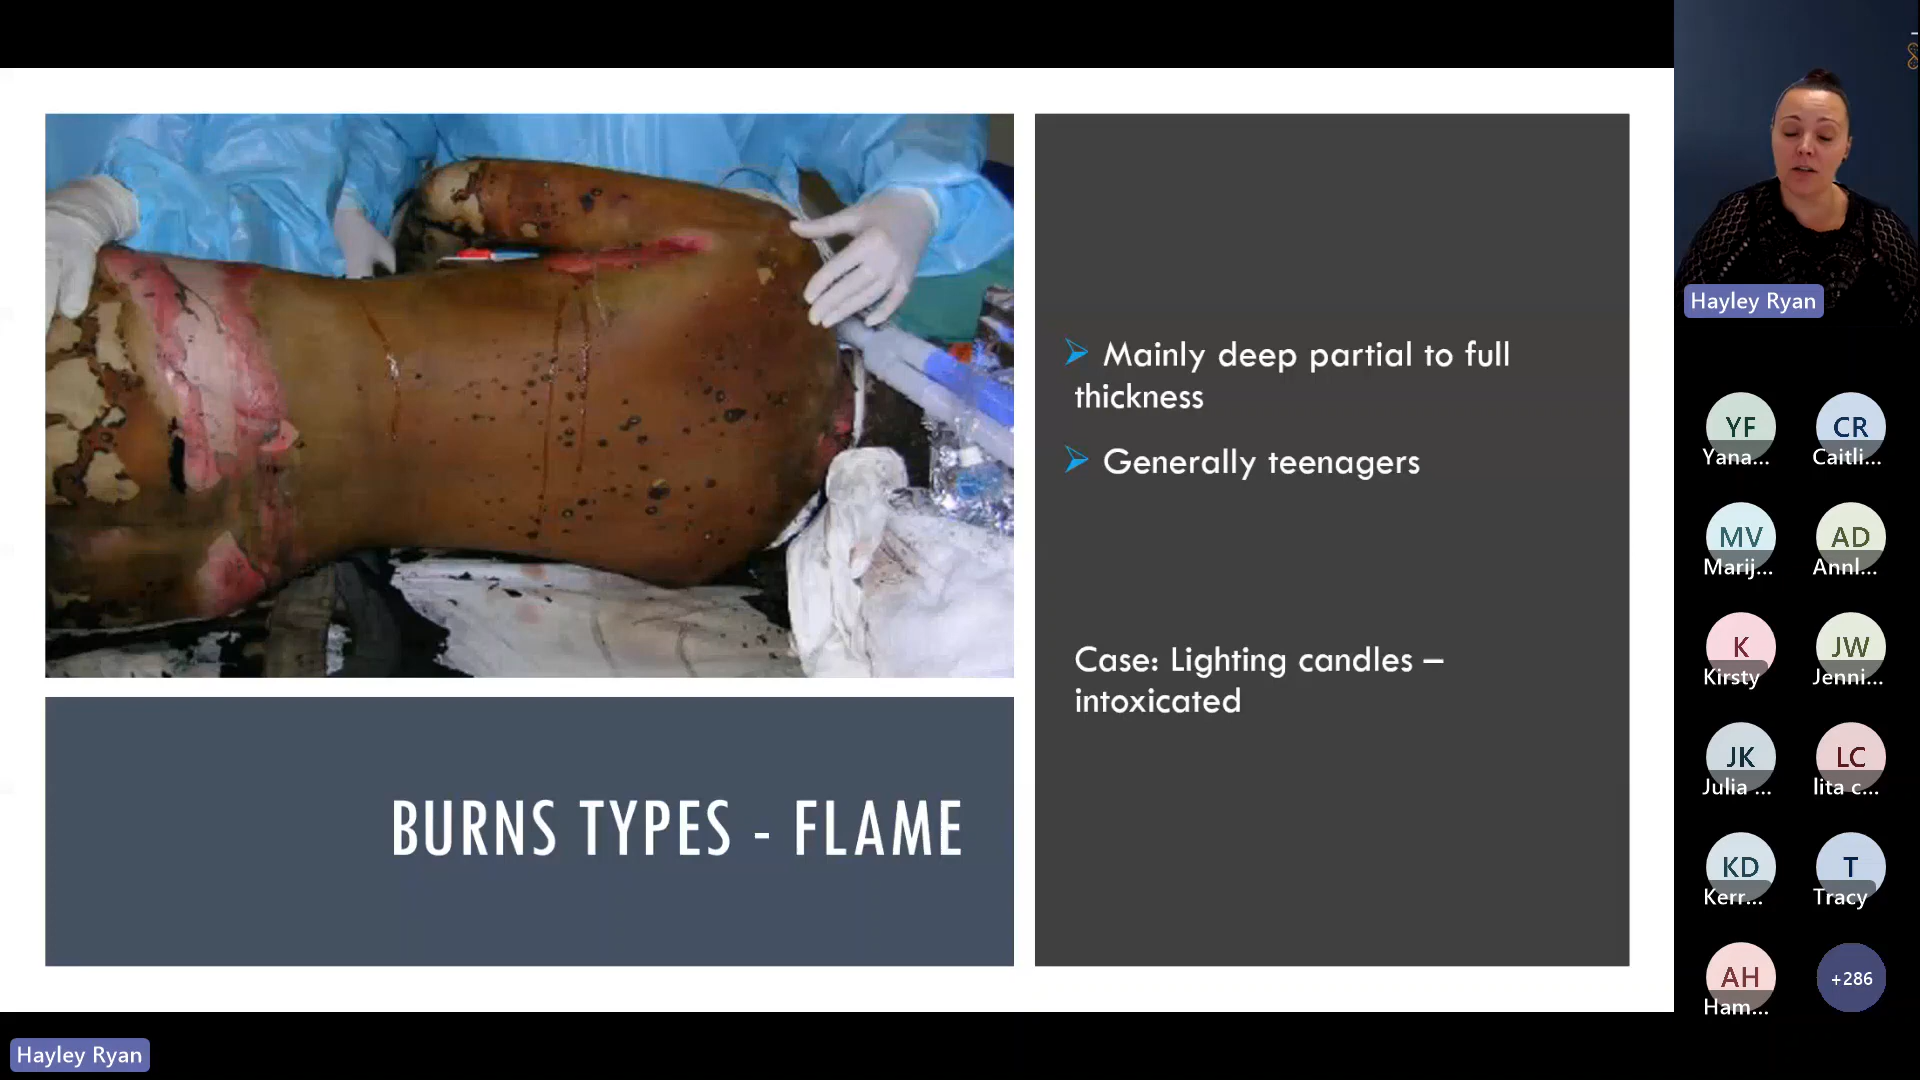 ➢ Mainly deep partial to full
thickness
➢ Generally teenagers
Case: Lighting candles –
intoxicated
BURNS TYPES - FLAME
Hayley Ryan
YF
Yana...
CR
Caitli...
MV
Marij...
AD
Annl...
K
Kirsty
JW
Jenni...
JK
Julia ...
LC
lita c...
KD
Kerr...
T
Tracy
AH
Ham...
+286
Hayley Ryan